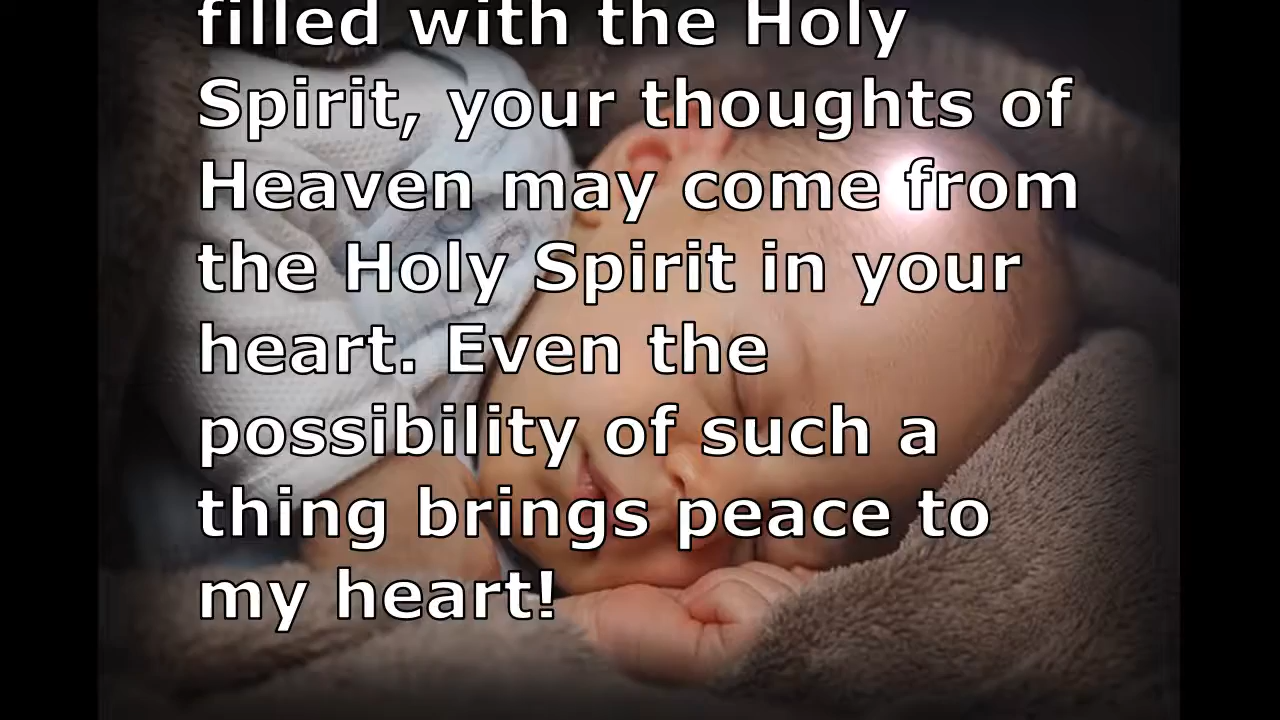 filled with the Holy
Spirit, your thoughts of
Heaven may come from
the Holy Spirit in your
heart. Even the
possibility of such a
thing brings peace to
my heart!